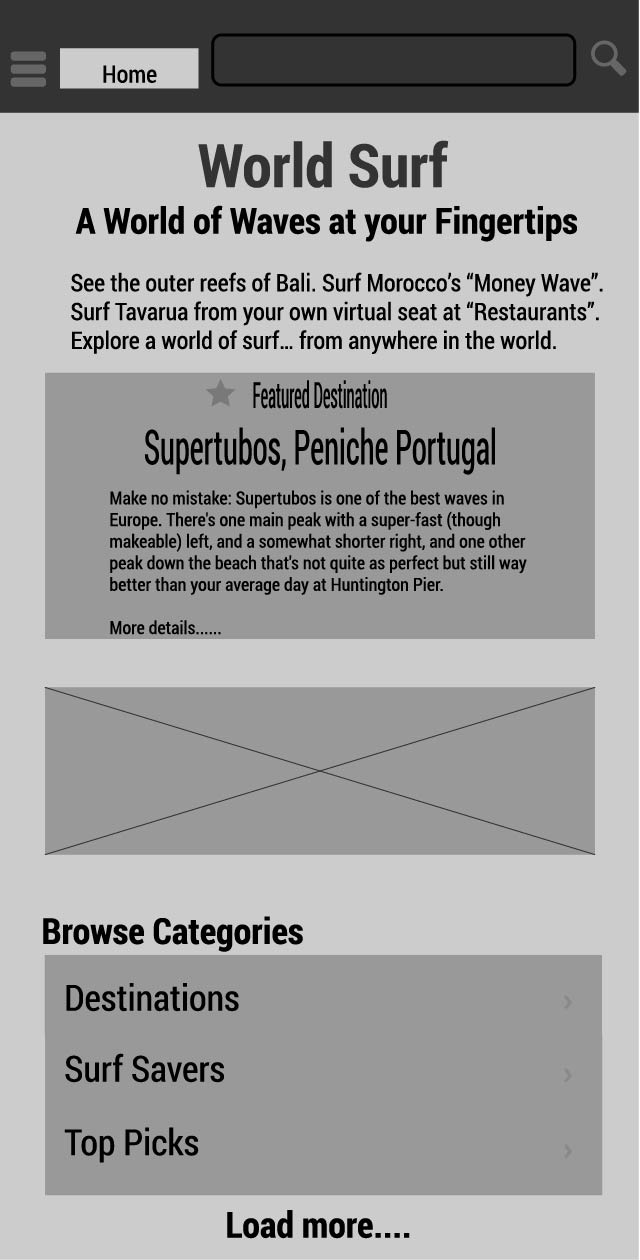 Home
World Surf
A World of Waves at your Fingertips
See the outer reefs of Bali. Surf Morocco’s “Money Wave”.
Surf Tavarua from your own virtual seat at “Restaurants”.
Explore a world of surf... from anywhere in the world.
Featured Destination
Supertubos, Peniche Portugal
Make no mistake: Supertubos is one of the best waves in
Europe. There's one main peak with a super-fast (though
makeable) left, and a somewhat shorter right, and one other
peak down the beach that's not quite as perfect but still way
better than your average day at Huntington Pier.
More details......
Browse Categories
Destinations
Surf Savers
Top Picks
Load more....